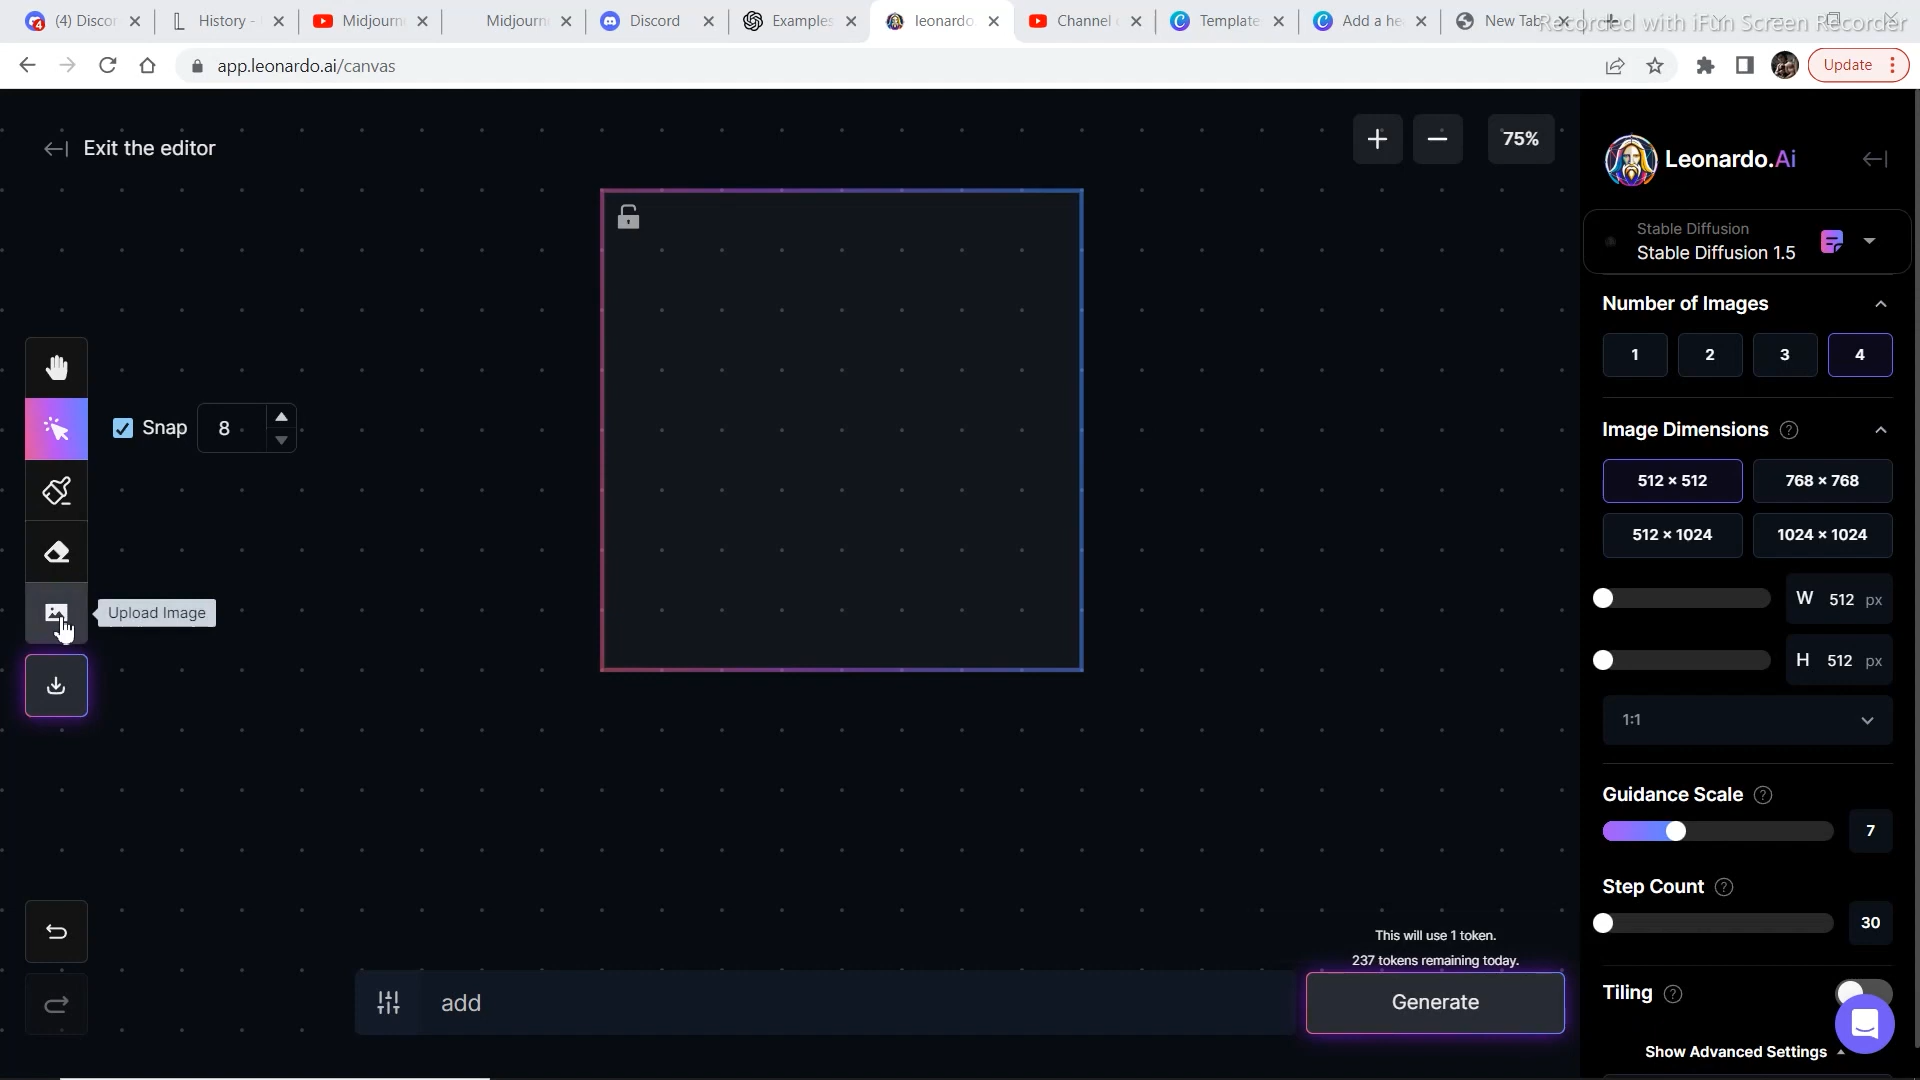 (4) Discor
History -
Midjourn
Midjourn
Discord
Examples
leonardo.
Channel
Template
Add a he
New Tab
Recorded with iFun Screen Recorder
app.leonardo.ai/canvas
Update
Exit the editor
75%
Leonardo.Ai
Stable Diffusion
Stable Diffusion 1.5
Number of Images
1 2 3 4
Snap 8
Image Dimensions ?
512 × 512 768 × 768
512 × 1024 1024 × 1024
Upload Image
W 512 px
H 512 px
1:1
Guidance Scale ?
7
Step Count ?
30
This will use 1 token.
237 tokens remaining today.
add
Generate
Tiling ?
Show Advanced Settings